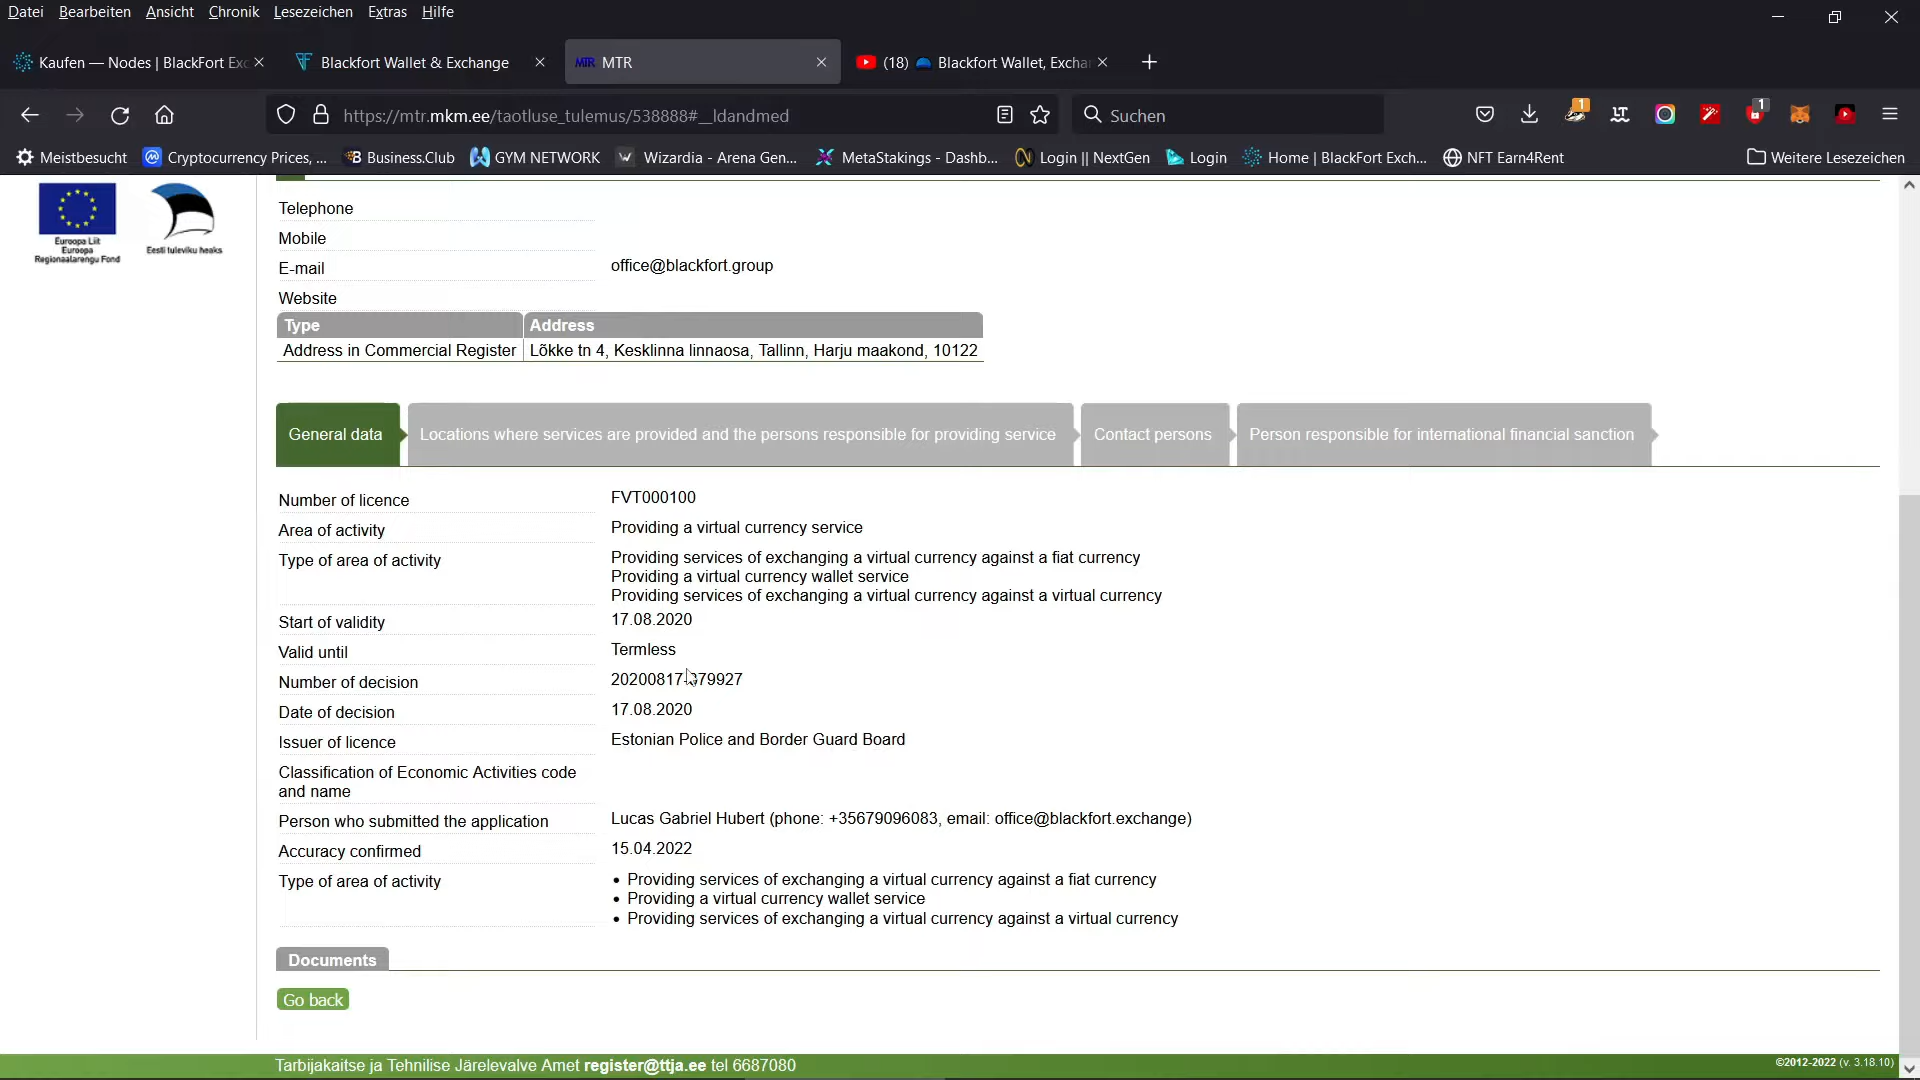 Datei Bearbeiten Ansicht Chronik Lesezeichen Extras Hilfe
Kaufen — Nodes | BlackFort Exc
Blackfort Wallet & Exchange
MTR MTR
(18) Blackfort Wallet, Exchan
https://mtr.mkm.ee/taotluse_tulemus/538888#__ldandmed
Suchen
1
1
Meistbesucht
Cryptocurrency Prices, ...
Business.Club
GYM NETWORK
Wizardia - Arena Gen...
MetaStakings - Dashb...
Login || NextGen
Login
Home | BlackFort Exch...
NFT Earn4Rent
Weitere Lesezeichen
Euroopa Liit
Euroopa
Regionaalarengu Fond
Eesti tuleviku heaks
Telephone
Mobile
E-mail office@blackfort.group
Website
Type Address
Address in Commercial Register Lõkke tn 4, Kesklinna linnaosa, Tallinn, Harju maakond, 10122
General data Locations where services are provided and the persons responsible for providing service Contact persons Person responsible for international financial sanction
Number of licence FVT000100
Area of activity Providing a virtual currency service
Type of area of activity Providing services of exchanging a virtual currency against a fiat currency
Providing a virtual currency wallet service
Providing services of exchanging a virtual currency against a virtual currency
Start of validity 17.08.2020
Valid until Termless
Number of decision
Date of decision 17.08.2020
Issuer of licence Estonian Police and Border Guard Board
Classification of Economic Activities code
and name
Person who submitted the application Lucas Gabriel Hubert (phone: +35679096083, email: office@blackfort.exchange)
Accuracy confirmed 15.04.2022
Type of area of activity • Providing services of exchanging a virtual currency against a fiat currency
• Providing a virtual currency wallet service
• Providing services of exchanging a virtual currency against a virtual currency
Documents
Go back
Tarbijakaitse ja Tehnilise Järelevalve Amet register@ttja.ee tel 6687080
©2012-2022 (v. 3.18.10)